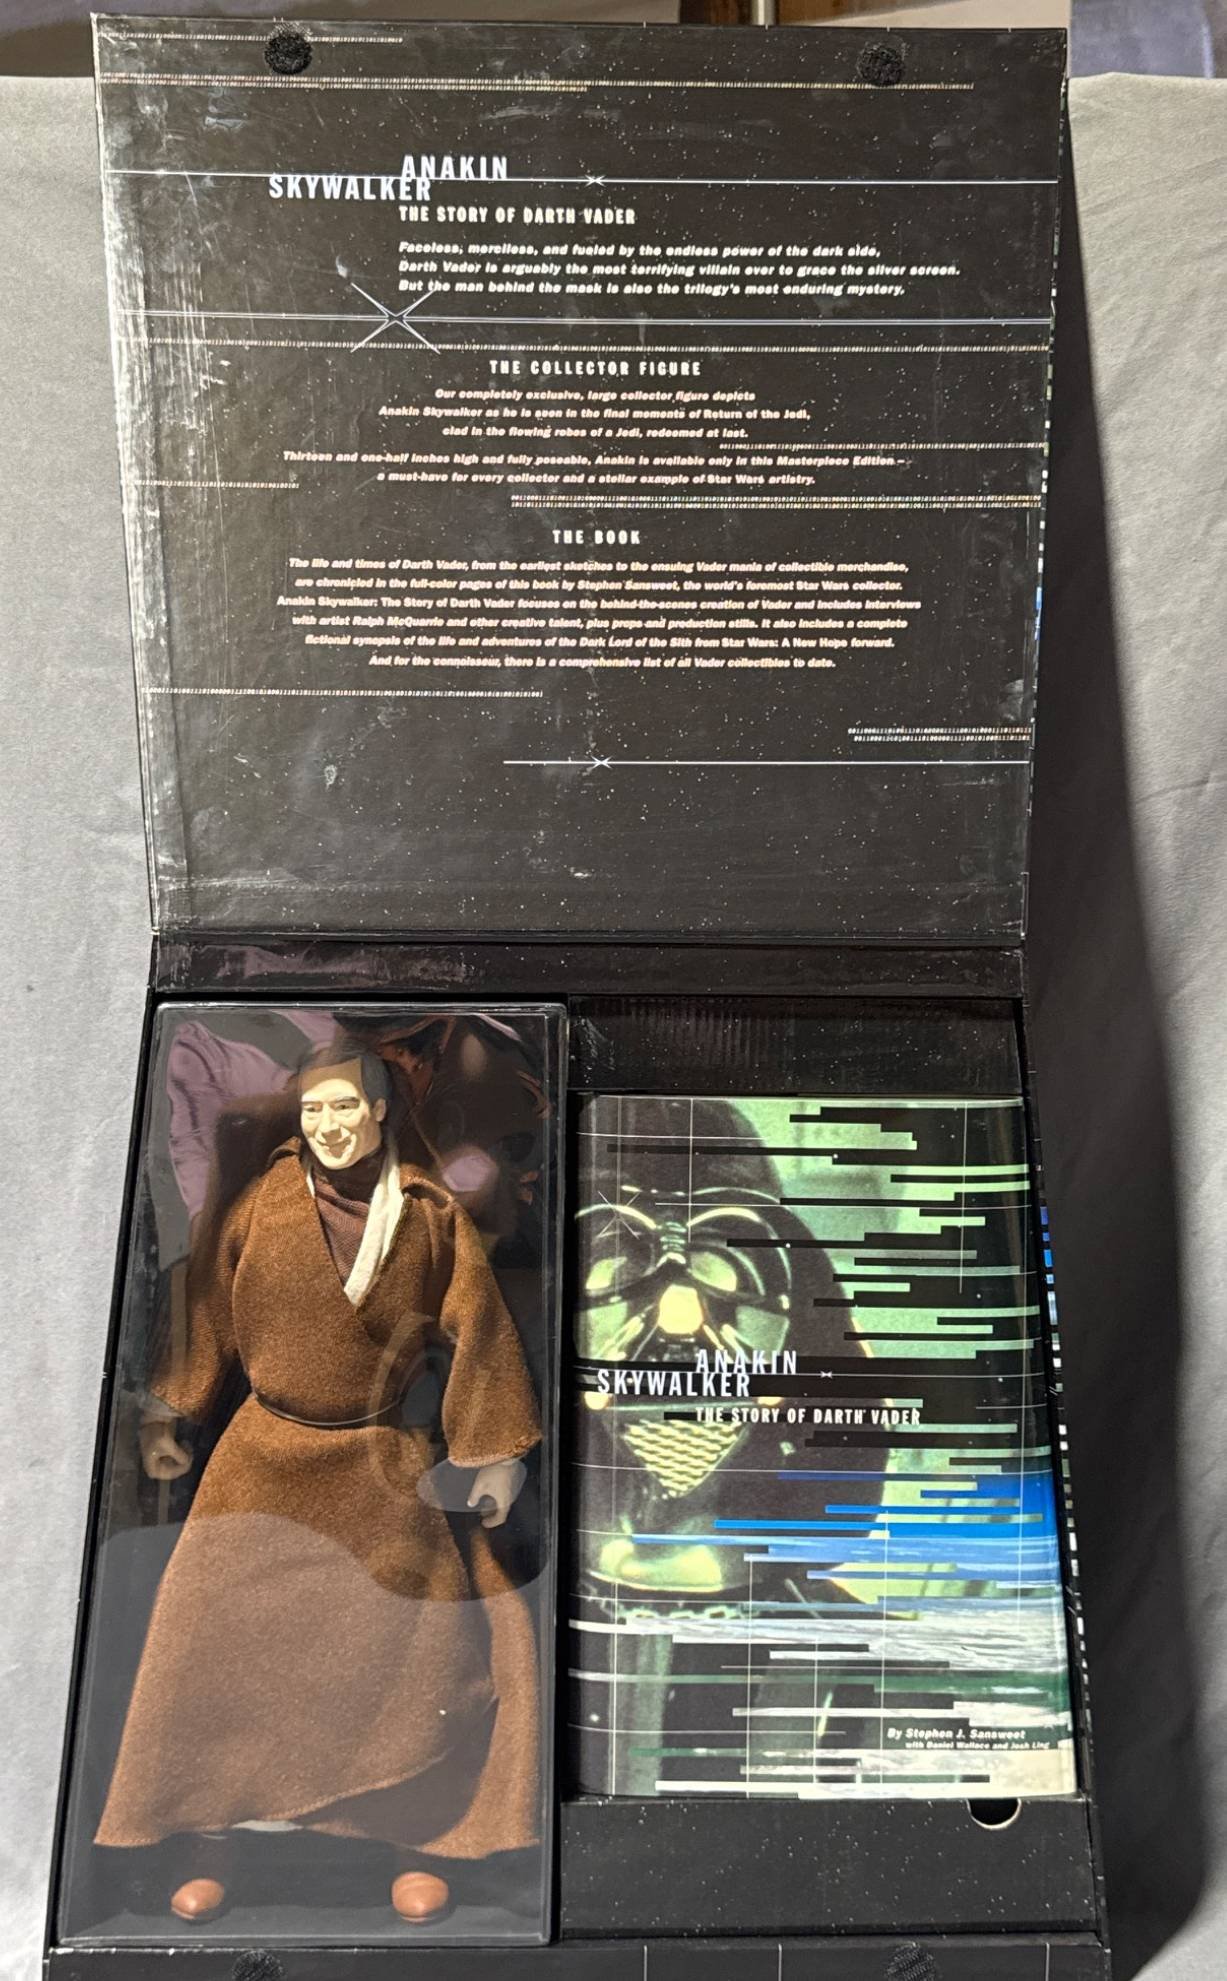 ANAKIN
SKYWALKER
THE STORY OF DARTH VADER
Faceless, merciless, and fueled by the endless power of the dark side,
Darth Vader is arguably the most terrifying villain ever to grace the silver screen.
But the man behind the mask is also the trilogy's most enduring mystery.
THE COLLECTOR FIGURE
Our completely exclusive, large collector figure depicts
Anakin Skywalker as he is seen in the final moments of Return of the Jedi,
clad in the flowing robes of a Jedi, redeemed at last.
Thirteen and one-half inches high and fully poseable, Anakin is available only in this Masterpiece Edition –
a must-have for every collector and a stellar example of Star Wars artistry.
THE BOOK
The life and times of Darth Vader, from the earliest sketches to the ensuing Vader mania of collectible merchandise,
are chronicled in the full-color pages of this book by Stephen Sansweet, the world's foremost Star Wars collector.
Anakin Skywalker: The Story of Darth Vader focuses on the behind-the-scenes creation of Vader and includes interviews
with artist Ralph McQuarrie and other creative talent, plus props and production stills. It also includes a complete
fictional synopsis of the life and adventures of the Dark Lord of the Sith from Star Wars: A New Hope forward.
And for the connoisseur, there is a comprehensive list of all Vader collectibles to date.
ANAKIN
SKYWALKER
THE STORY OF DARTH VADER
By Stephen J. Sansweet
with Daniel Wallace and Josh Ling